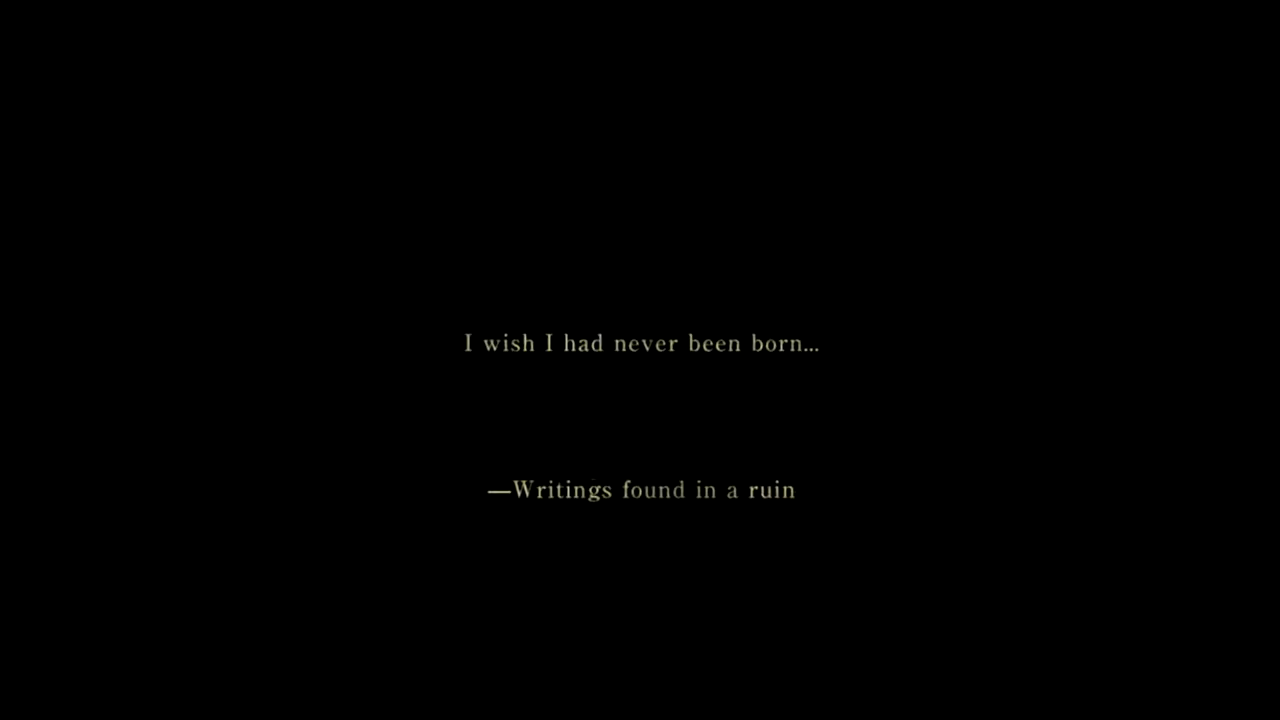 I wish I had never been born…
—Writings found in a ruin